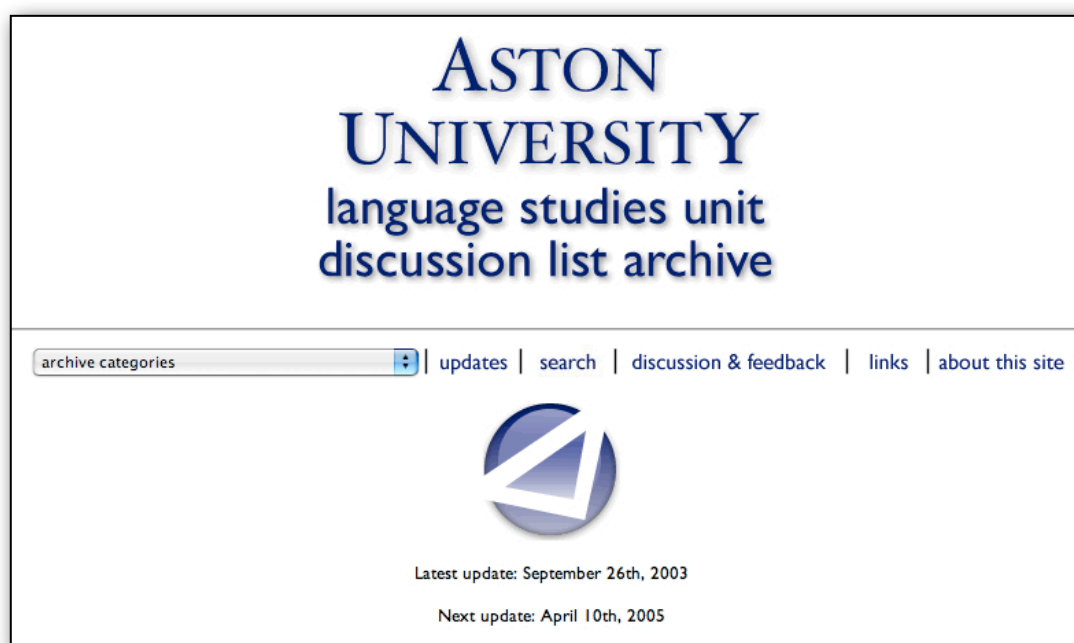 ASTON
UNIVERSITY
language studies unit
discussion list archive
archive categories | updates | search | discussion & feedback | links | about this site
Latest update: September 26th, 2003
Next update: April 10th, 2005